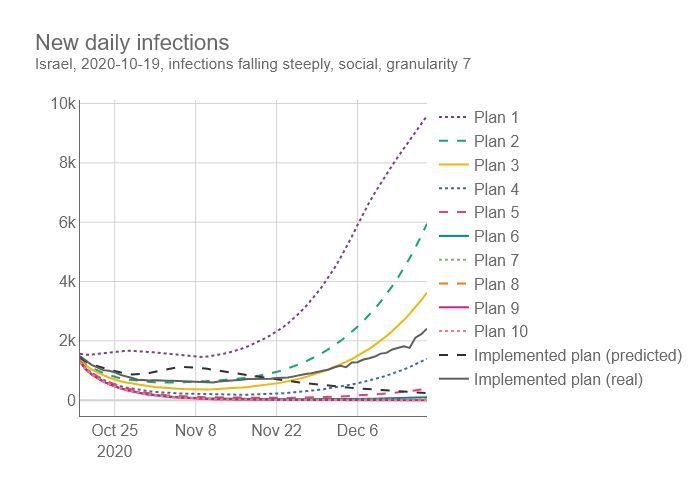 New daily infections
Israel, 2020-10-19, infections falling steeply, social, granularity 7
10k
8k
6k
4k
2k
0
Oct 25
2020
Nov 8
Nov 22
Dec 6
Plan 1
Plan 2
Plan 3
Plan 4
Plan 5
Plan 6
Plan 7
Plan 8
Plan 9
Plan 10
Implemented plan (predicted)
Implemented plan (real)